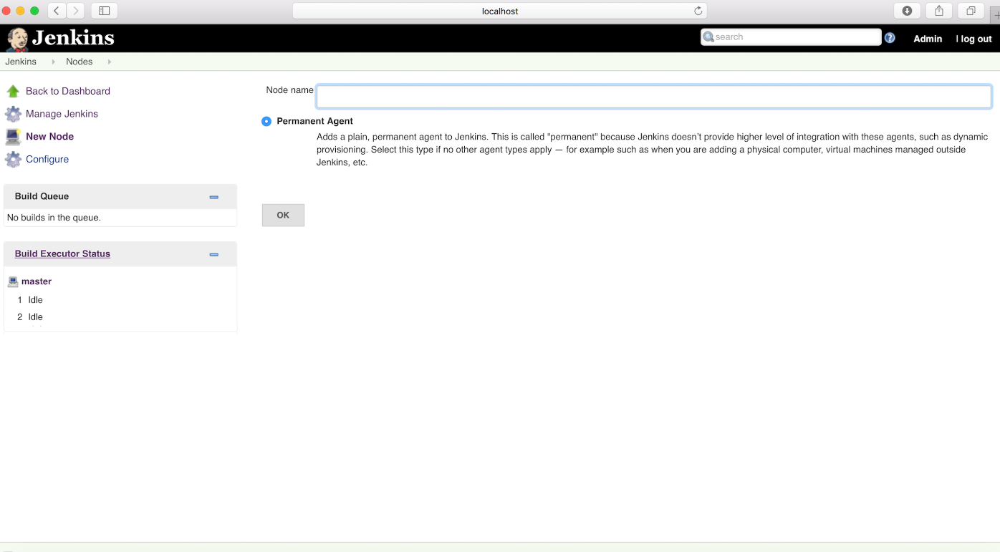 localhost
Jenkins
search
Admin
| log out
Jenkins
Nodes
Back to Dashboard
Manage Jenkins
New Node
Configure
Build Queue
No builds in the queue.
Build Executor Status
master
1 Idle
2 Idle
Node name
Permanent Agent
Adds a plain, permanent agent to Jenkins. This is called "permanent" because Jenkins doesn't provide higher level of integration with these agents, such as dynamic
provisioning. Select this type if no other agent types apply — for example such as when you are adding a physical computer, virtual machines managed outside
Jenkins, etc.
OK